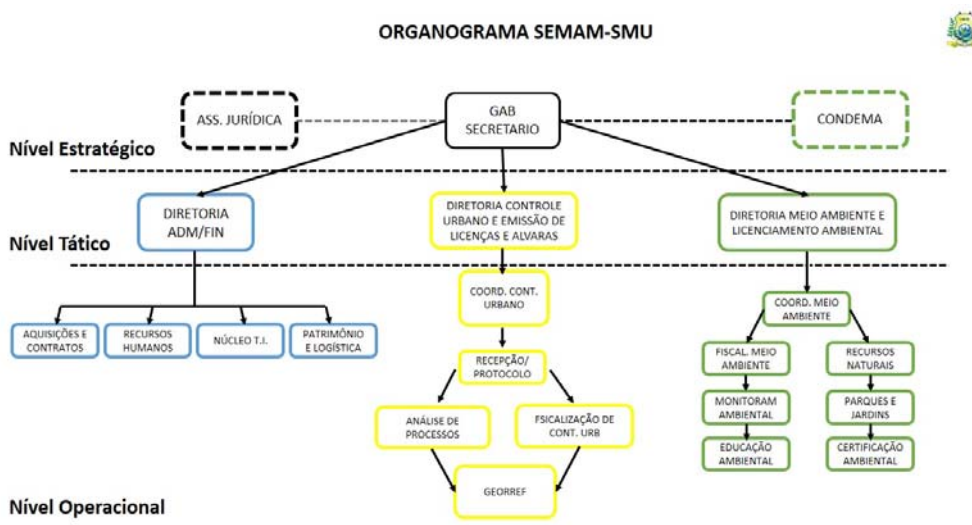 ORGANOGRAMA SEMAM-SMU
ASS. JURÍDICA
GAB
SECRETARIO
CONDEMA
Nível Estratégico
DIRETORIA
ADM/FIN
DIRETORIA CONTROLE
URBANO E EMISSÃO DE
LICENÇAS E ALVARAS
DIRETORIA MEIO AMBIENTE E
LICENCIAMENTO AMBIENTAL
Nível Tático
AQUISIÇÕES E
CONTRATOS
RECURSOS
HUMANOS
NÚCLEO T.I.
PATRIMÔNIO
E LOGÍSTICA
COORD. CONT.
URBANO
RECEPÇÃO/
PROTOCOLO
ANÁLISE DE
PROCESSOS
FSICALIZAÇÃO DE
CONT. URB
GEORREF
COORD. MEIO
AMBIENTE
FISCAL. MEIO
AMBIENTE
RECURSOS
NATURAIS
MONITORAM
AMBIENTAL
PARQUES E
JARDINS
EDUCAÇÃO
AMBIENTAL
CERTIFICAÇÃO
AMBIENTAL
Nível Operacional